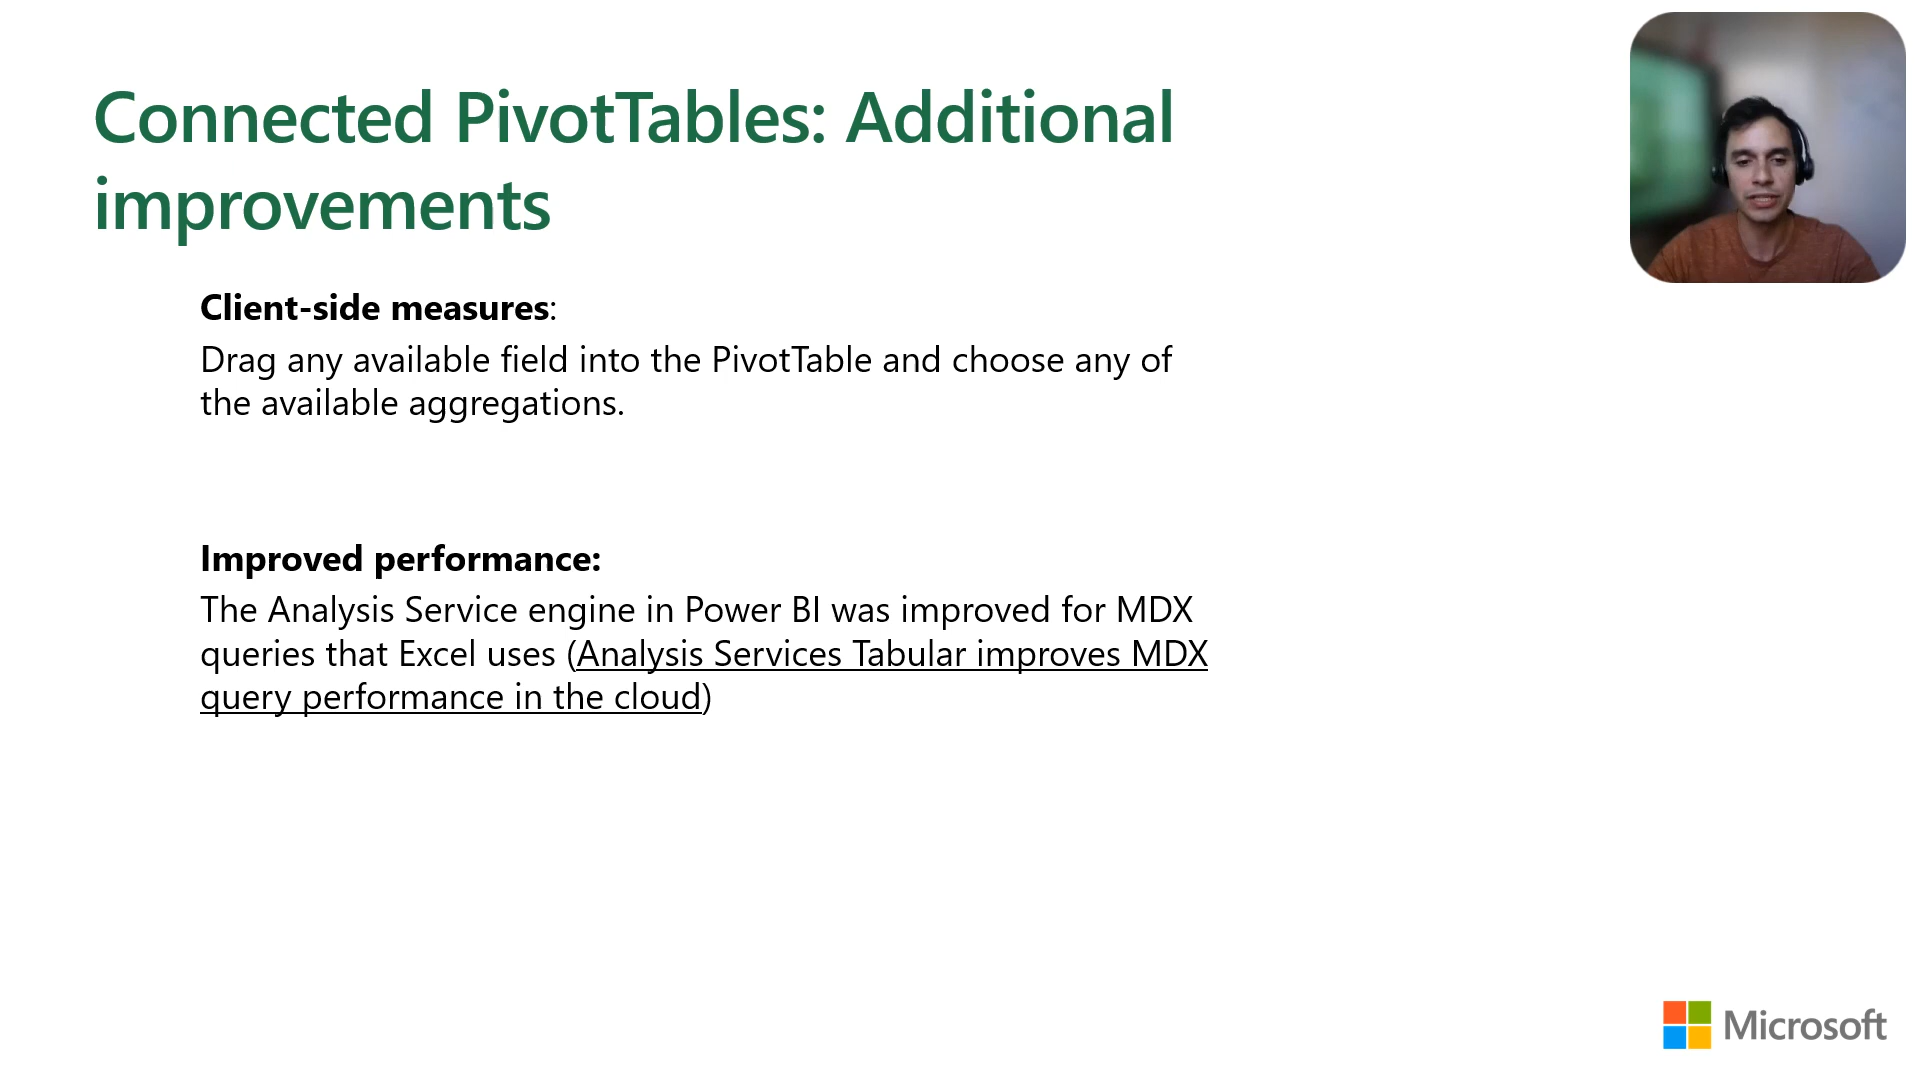 Connected PivotTables: Additional
improvements
Client-side measures:
Drag any available field into the PivotTable and choose any of
the available aggregations.
Improved performance:
The Analysis Service engine in Power BI was improved for MDX
queries that Excel uses (Analysis Services Tabular improves MDX
query performance in the cloud)
Microsoft